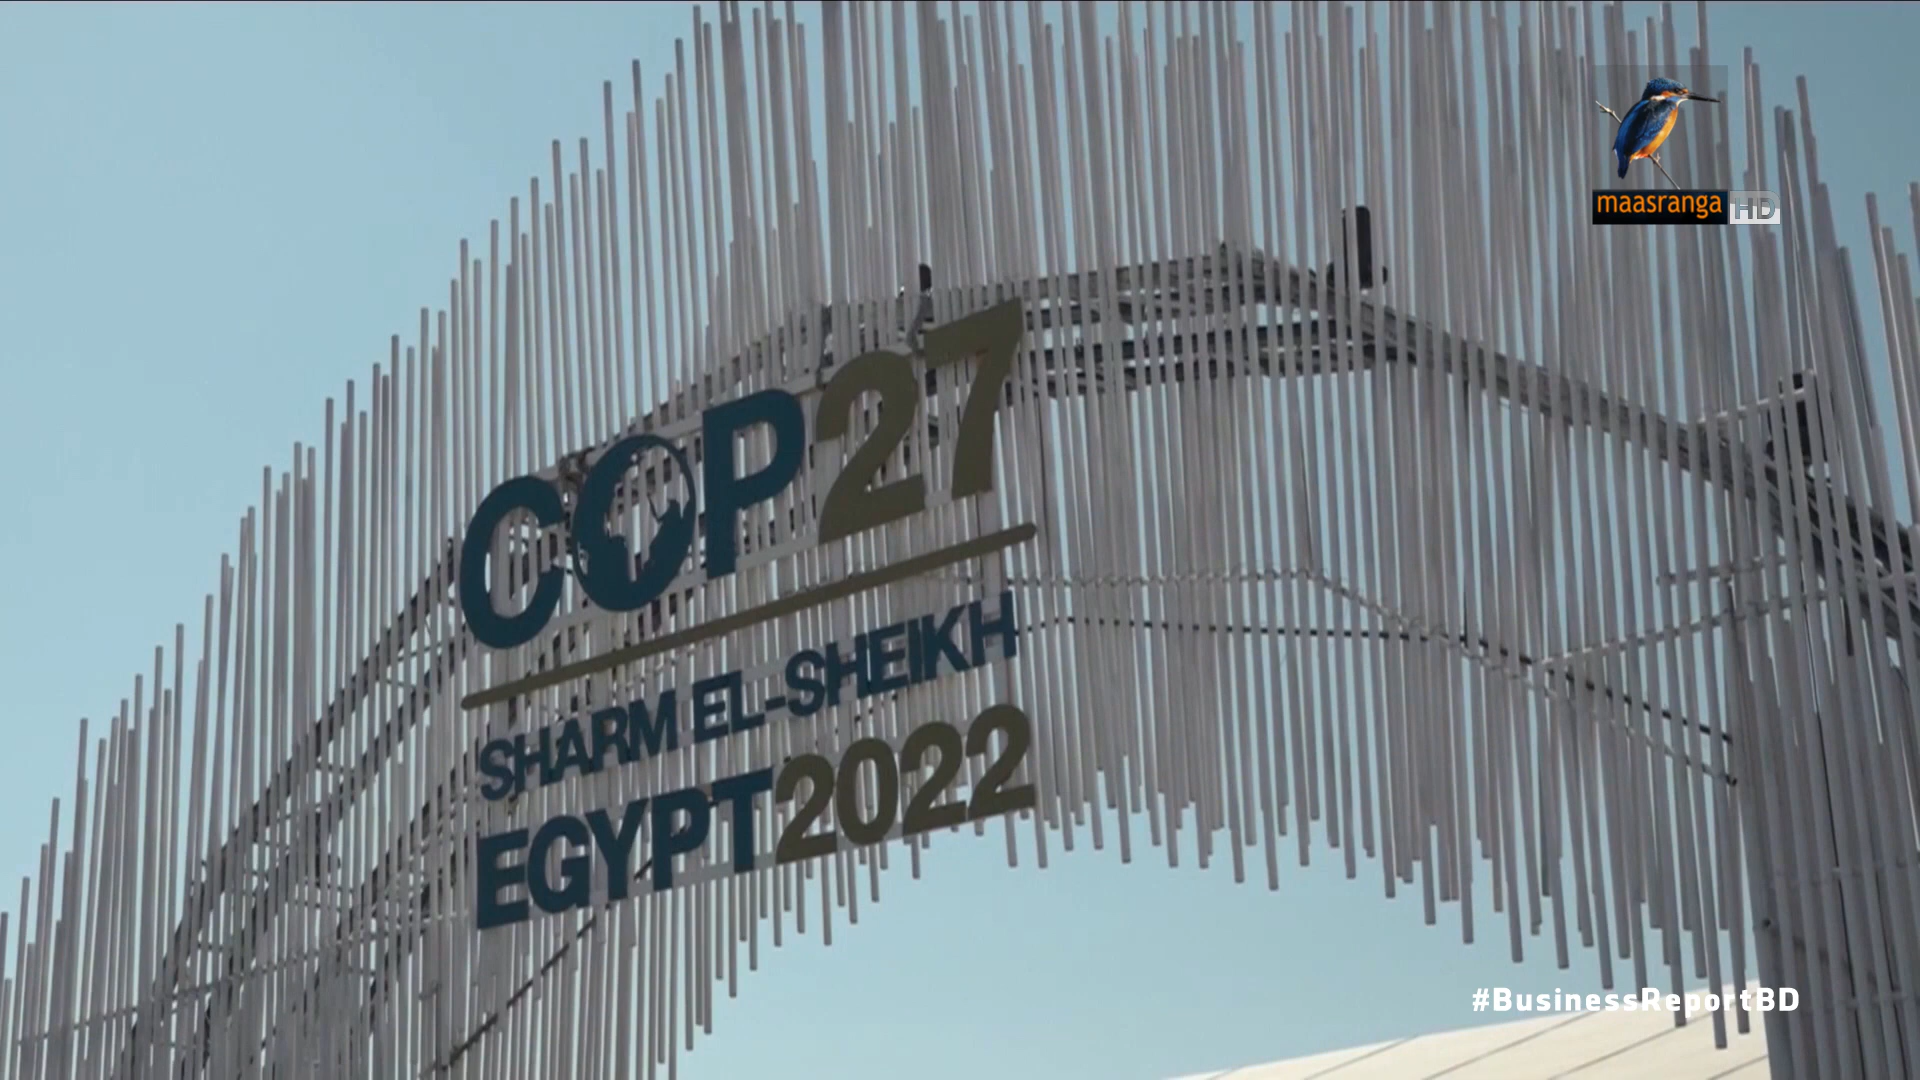 maasranga HD
COP27
SHARM EL-SHEIKH
EGYPT2022
#BusinessReportBD